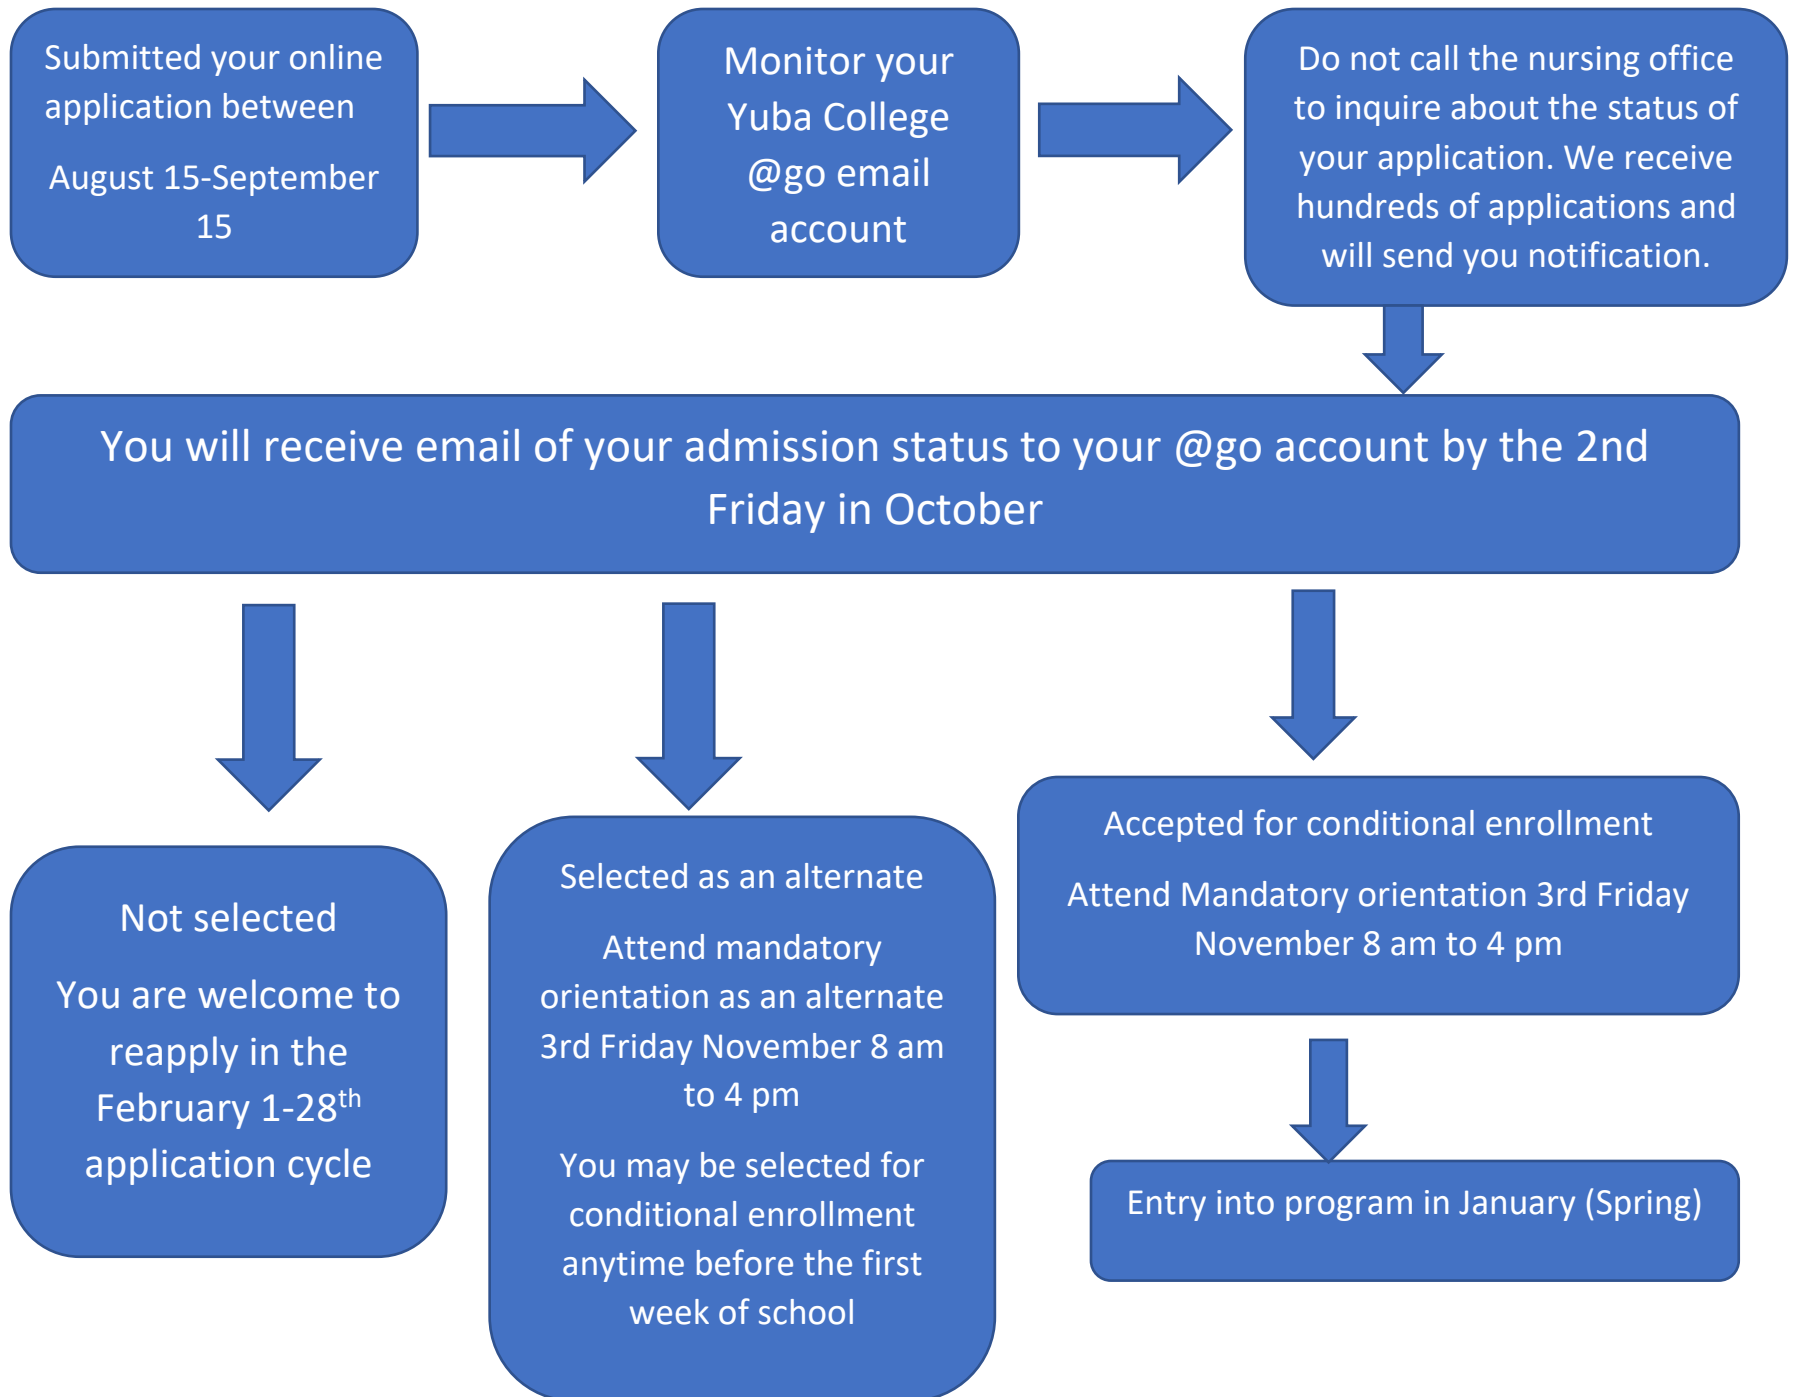 Submitted your online
application between
August 15-September
15
Monitor your
Yuba College
@go email
account
Do not call the nursing office
to inquire about the status of
your application. We receive
hundreds of applications and
will send you notification.
You will receive email of your admission status to your @go account by the 2nd
Friday in October
Not selected
You are welcome to
reapply in the
February 1-28th
application cycle
Selected as an alternate
Attend mandatory
orientation as an alternate
3rd Friday November 8 am
to 4 pm
You may be selected for
conditional enrollment
anytime before the first
week of school
Accepted for conditional enrollment
Attend Mandatory orientation 3rd Friday
November 8 am to 4 pm
Entry into program in January (Spring)